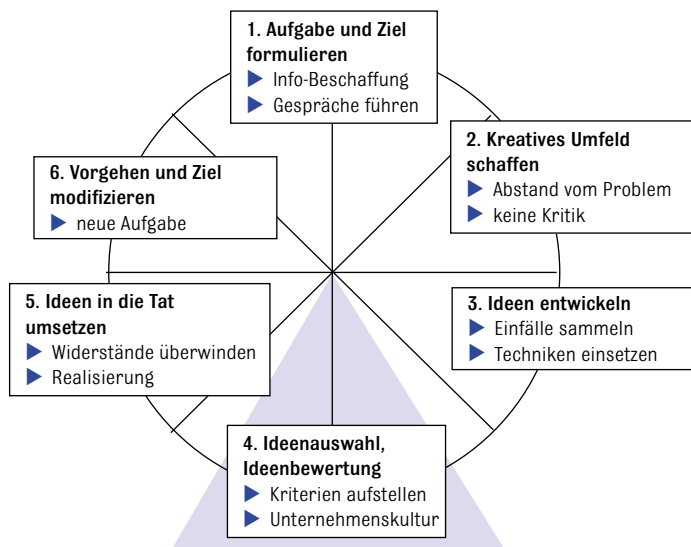 1. Aufgabe und Ziel
formulieren
▶ Info-Beschaffung
▶ Gespräche führen
2. Kreatives Umfeld
schaffen
▶ Abstand vom Problem
▶ keine Kritik
3. Ideen entwickeln
▶ Einfälle sammeln
▶ Techniken einsetzen
4. Ideenauswahl,
Ideenbewertung
▶ Kriterien aufstellen
▶ Unternehmenskultur
5. Ideen in die Tat
umsetzen
▶ Widerstände überwinden
▶ Realisierung
6. Vorgehen und Ziel
modifizieren
▶ neue Aufgabe